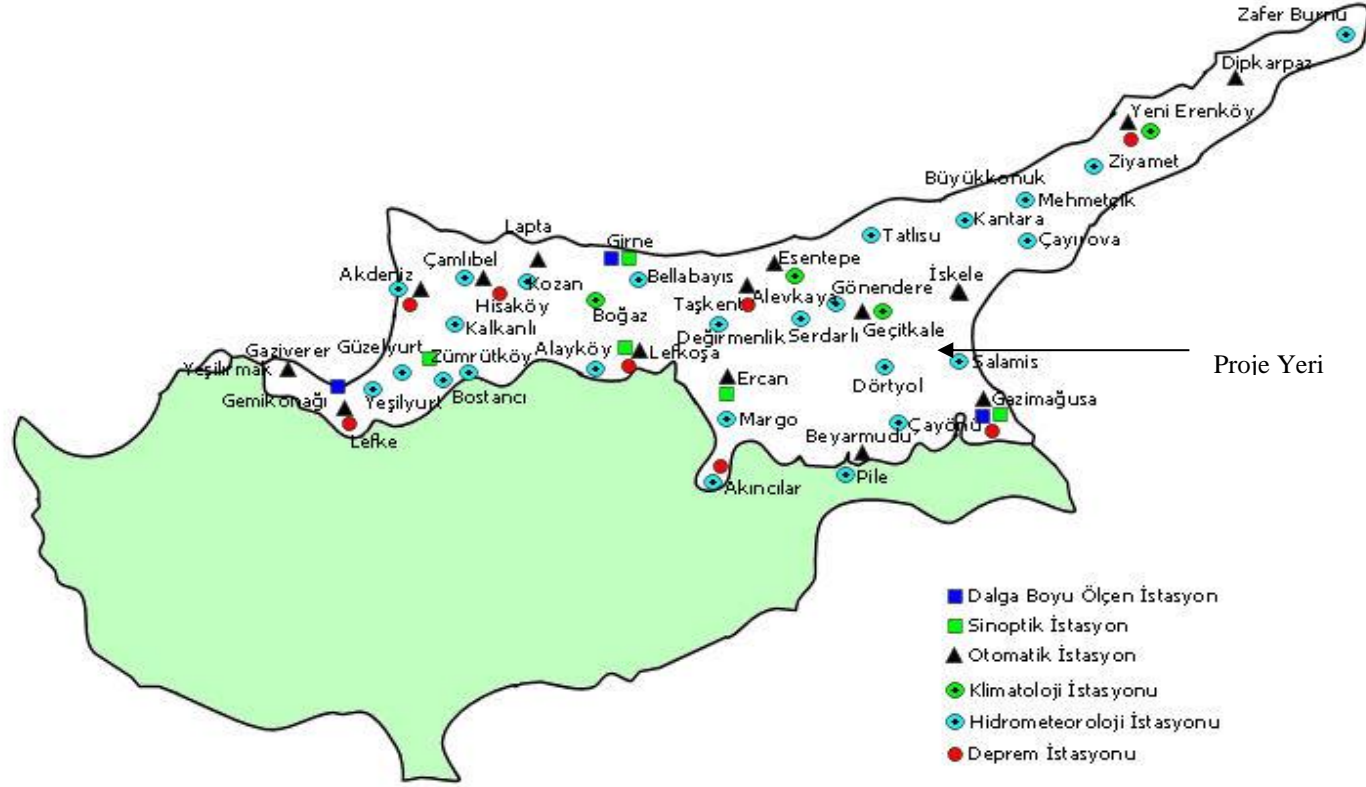 Zafer Burnu
Dipkarpaz
Yeni Erenköy
Ziyamet
Büyükkonuk
Mehmetçik
Kantara
Çayırova
Tatlısu
Lapta
Girne
Esentepe
İskele
Çamlıbel
Akdeniz
Kozan
Bellabayıs
Gönendere
Hisaköy
Taşkent
Alevkaya
Boğaz
Kalkanlı
Değirmenlik
Serdarlı
Geçitkale
Gaziveren
Güzelyurt
Zümrütköy
Alayköy
Lefkoşa
Salamis
Proje Yeri
Yeşilırmak
Ercan
Dörtyol
Gemikonağı
Yeşilyurt
Bostancı
Gazimağusa
Margo
Çayönü
Lefke
Beyarmudu
Pile
Akıncılar
Dalga Boyu Ölçen İstasyon
Sinoptik İstasyon
Otomatik İstasyon
Klimatoloji İstasyonu
Hidrometeoroloji İstasyonu
Deprem İstasyonu